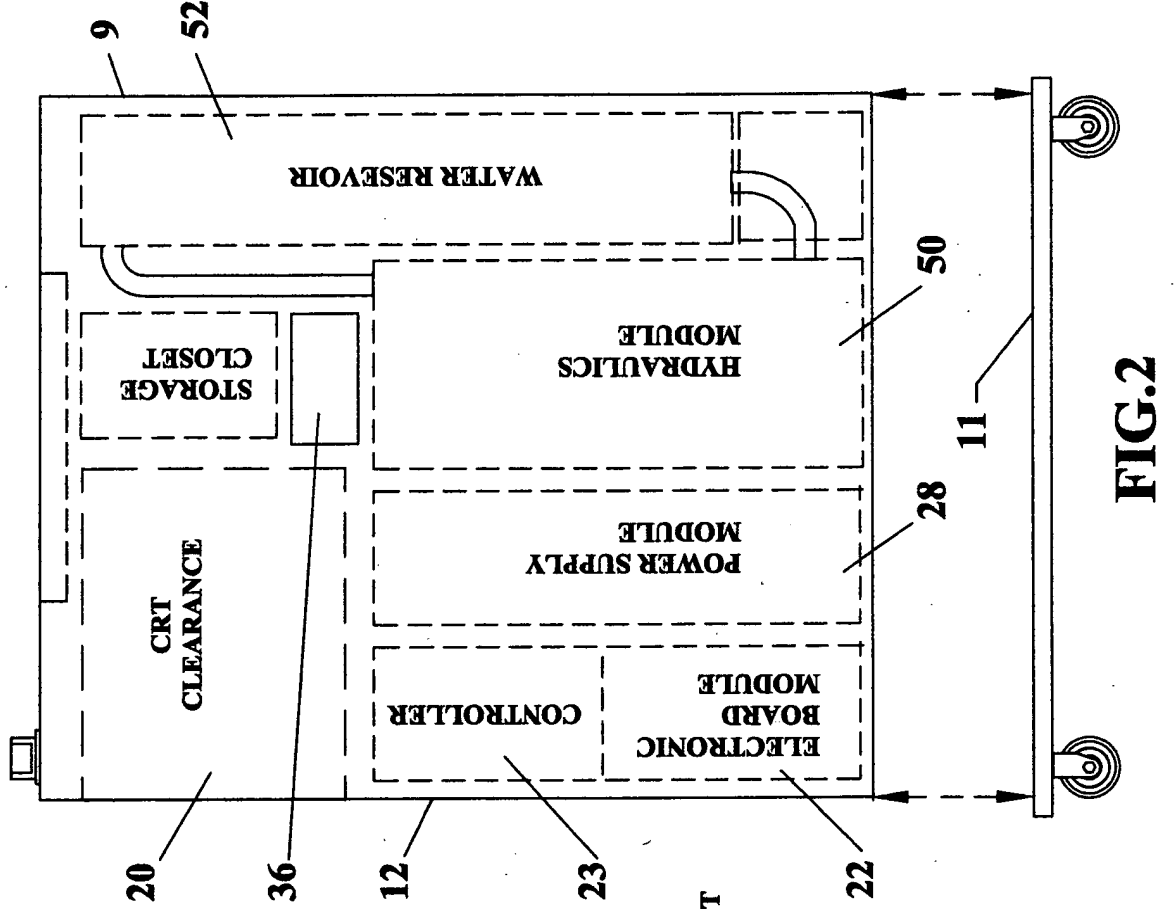 9
52
WATER RESEVOIR
STORAGE
CLOSET
CRT
CLEARANCE
20
36
HYDRAULICS
MODULE
50
POWER SUPPLY
MODULE
28
12
CONTROLLER
23
ELECTRONIC
BOARD
MODULE
22
T
11
FIG.2